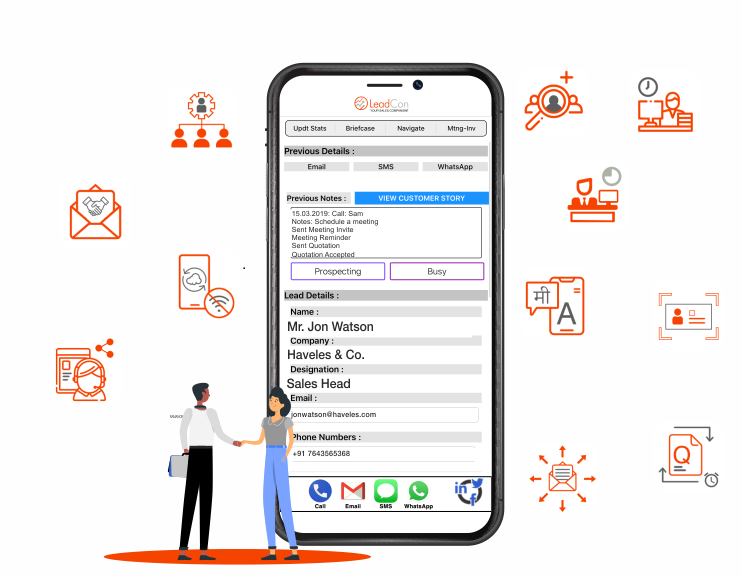 LeadCon
YOUR SALES COMPANION
Updt Stats Briefcase Navigate Mtng-Inv
Previous Details :
Email SMS WhatsApp
Previous Notes : VIEW CUSTOMER STORY
15.03.2019: Call: Sam
Notes: Schedule a meeting
Sent Meeting Invite
Meeting Reminder
Sent Quotation
Quotation Accepted
Prospecting Busy
Lead Details :
Name :
Mr. Jon Watson
Company :
Haveles & Co.
Designation :
Sales Head
Email :
jonwatson@haveles.com
Phone Numbers :
+91 7643565368
Call Email SMS WhatsApp
in f
मी A
Q